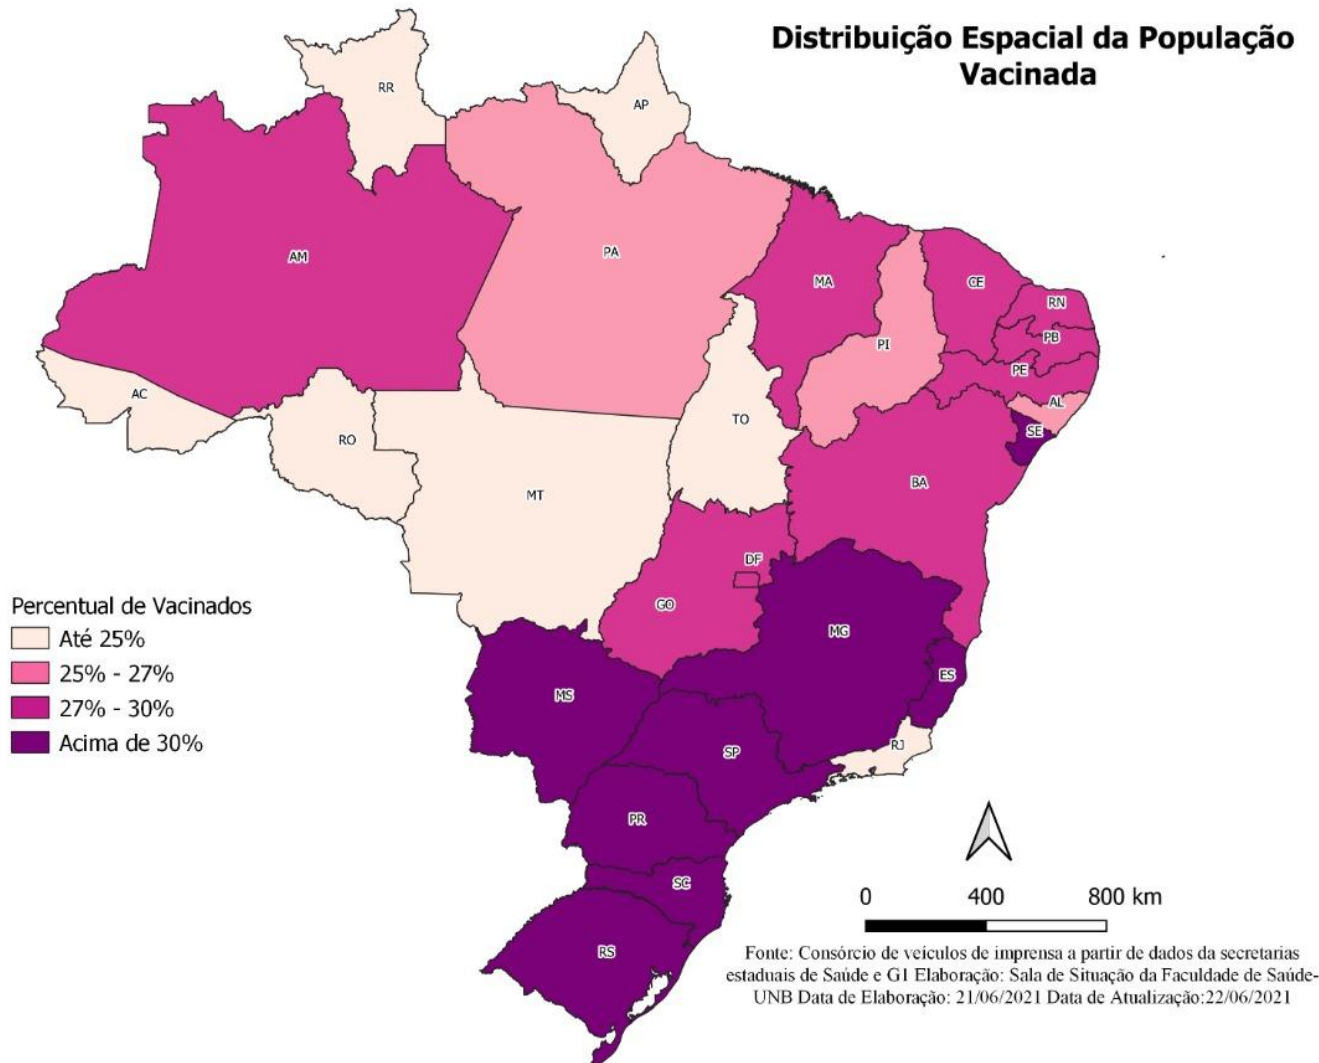 Distribuição Espacial da População
Vacinada
RR
AP
AM
PA
MA
CE
RN
PB
PI
PE
AC
AL
TO
SE
RO
BA
MT
DF
GO
MG
ES
MS
RJ
SP
PR
SC
RS
Percentual de Vacinados
Até 25%
25% - 27%
27% - 30%
Acima de 30%
0 400 800 km
Fonte: Consórcio de veículos de imprensa a partir de dados da secretarias
estaduais de Saúde e G1 Elaboração: Sala de Situação da Faculdade de Saúde-
UNB Data de Elaboração: 21/06/2021 Data de Atualização:22/06/2021